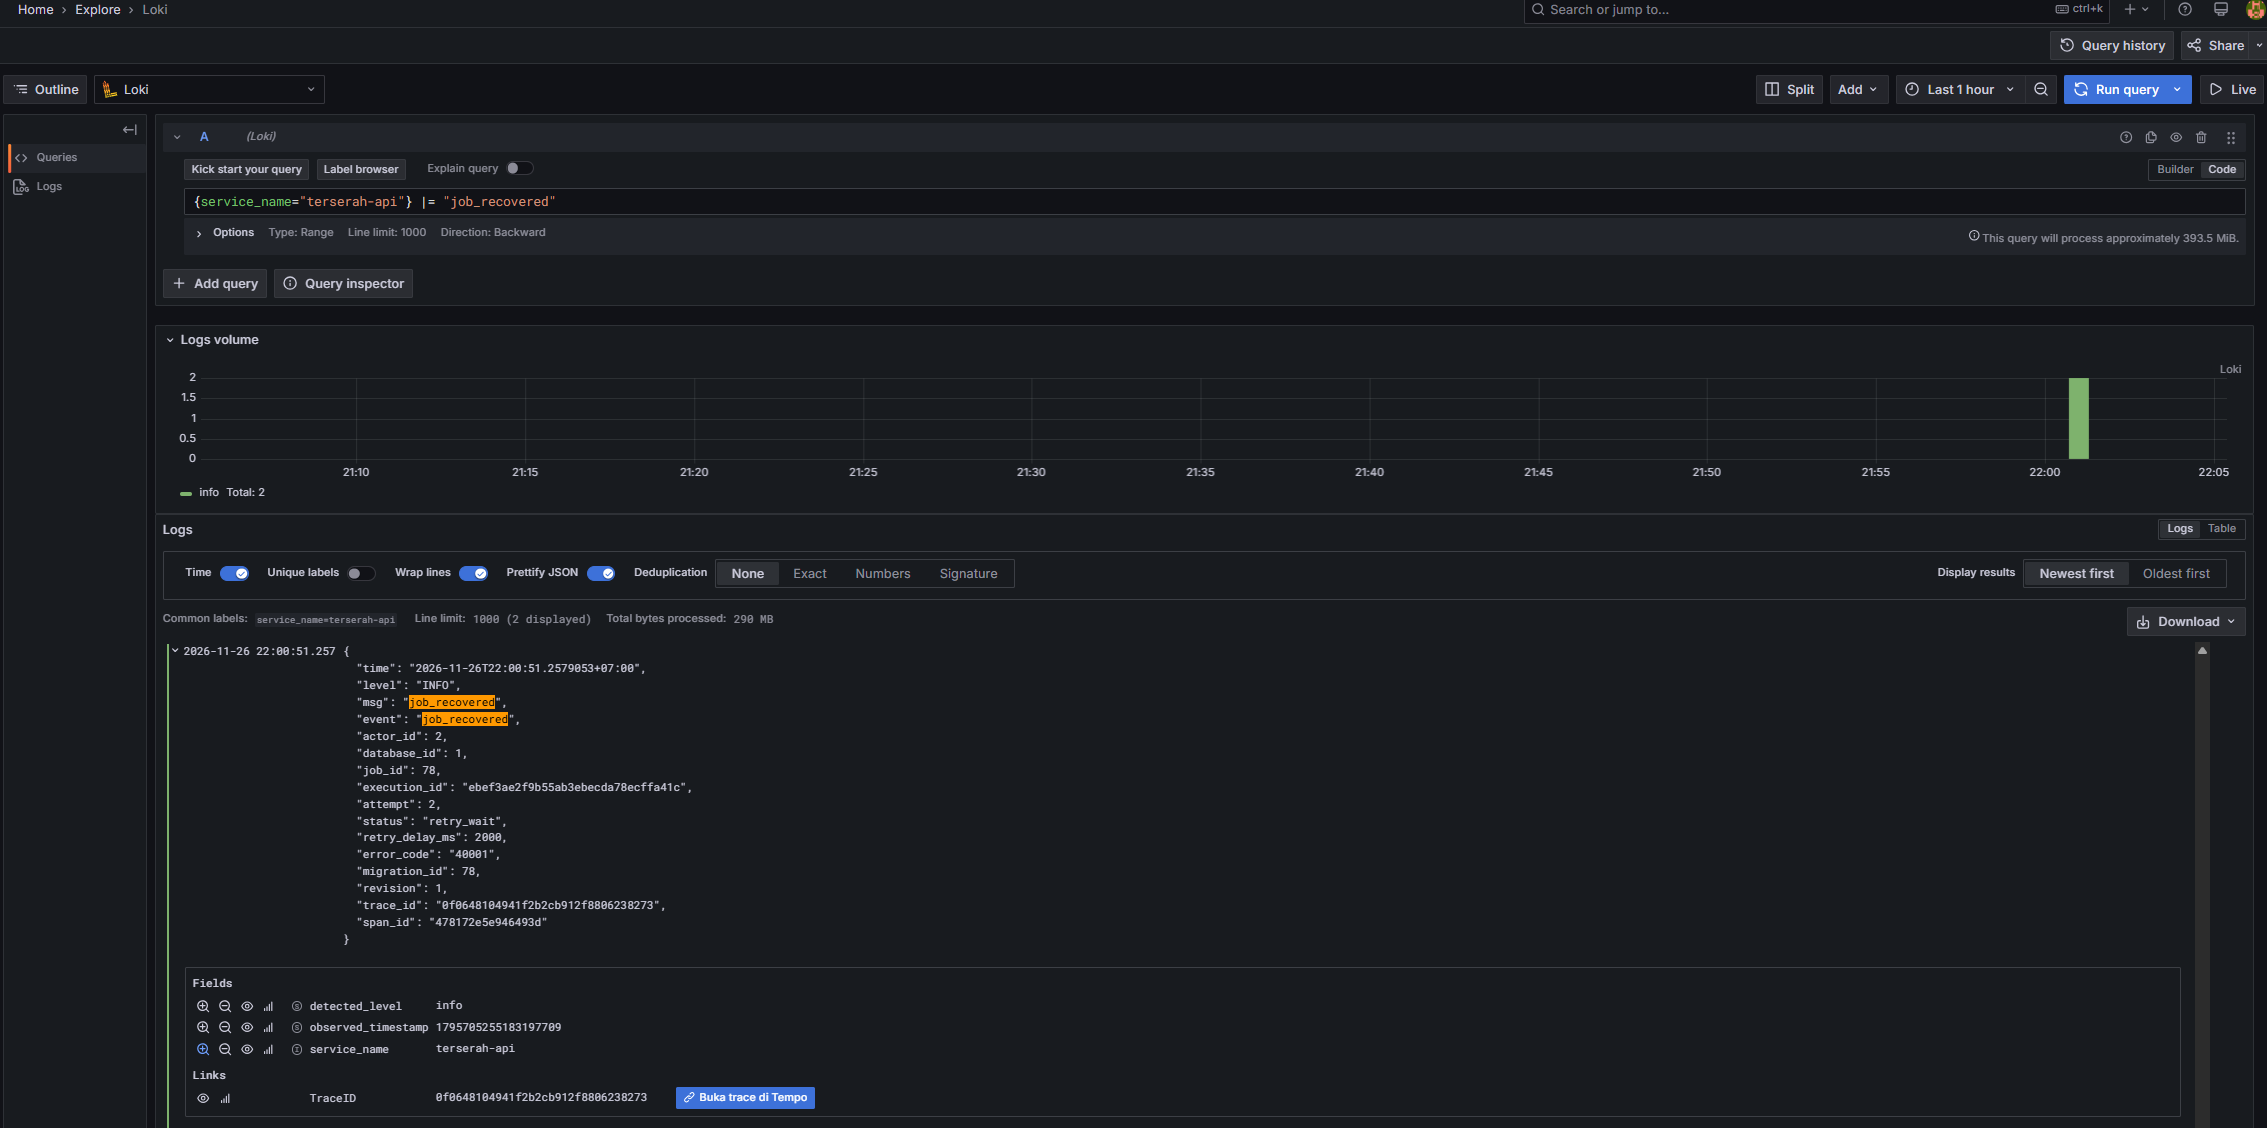 Home › Explore › Loki
Search or jump to...
ctrl+k
Query history
Share
Outline
Loki
Split
Add
Last 1 hour
Run query
Live
Queries
Logs
A (Loki)
Kick start your query
Label browser
Explain query
Builder
Code
{service_name="terserah-api"} |= "job_recovered"
Options Type: Range Line limit: 1000 Direction: Backward
This query will process approximately 393.5 MiB.
+ Add query
Query inspector
Logs volume
Loki
2
1.5
1
0.5
0
21:10 21:15 21:20 21:25 21:30 21:35 21:40 21:45 21:50 21:55 22:00 22:05
info Total: 2
Logs
Logs
Table
Time
Unique labels
Wrap lines
Prettify JSON
Deduplication
None
Exact
Numbers
Signature
Display results
Newest first
Oldest first
Common labels: service_name=terserah-api Line limit: 1000 (2 displayed) Total bytes processed: 290 MB
Download
2026-11-26 22:00:51.257 {
"time": "2026-11-26T22:00:51.2579053+07:00",
"level": "INFO",
"msg": "job_recovered",
"event": "job_recovered",
"actor_id": 2,
"database_id": 1,
"job_id": 78,
"execution_id": "ebef3ae2f9b55ab3ebecda78ecffa41c",
"attempt": 2,
"status": "retry_wait",
"retry_delay_ms": 2000,
"error_code": "40001",
"migration_id": 78,
"revision": 1,
"trace_id": "0f0648104941f2b2cb912f8806238273",
"span_id": "478172e5e946493d"
}
Fields
detected_level info
observed_timestamp 1795705255183197709
service_name terserah-api
Links
TraceID 0f0648104941f2b2cb912f8806238273 Buka trace di Tempo